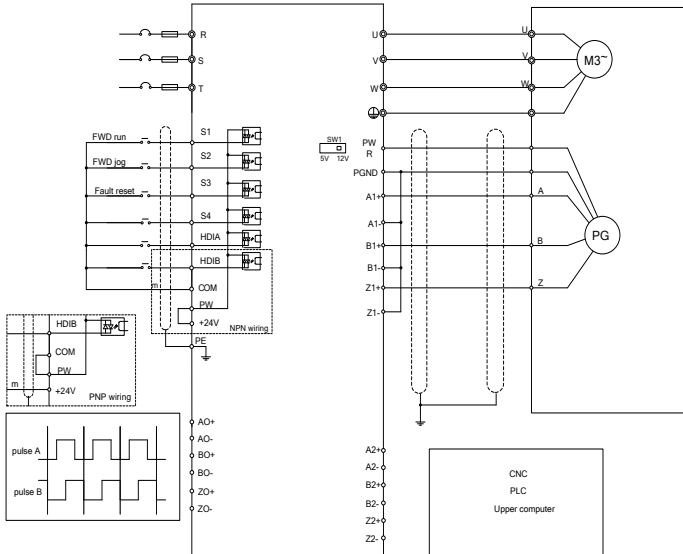 R
S
T
FWD run
FWD jog
Fault reset
S1
S2
S3
S4
HDIA
HDIB
m
COM
PW
+24V
NPN wiring
PE
HDIB
COM
PW
m
+24V
PNP wiring
pulse A
pulse B
AO+
AO-
BO+
BO-
ZO+
ZO-
U
V
W
SW1
5V 12V
PW
R
PGND
A1+
A1-
B1+
B1-
Z1+
Z1-
A2+
A2-
B2+
B2-
Z2+
Z2-
U
V
W
M3~
A
B
Z
PG
CNC
PLC
Upper computer